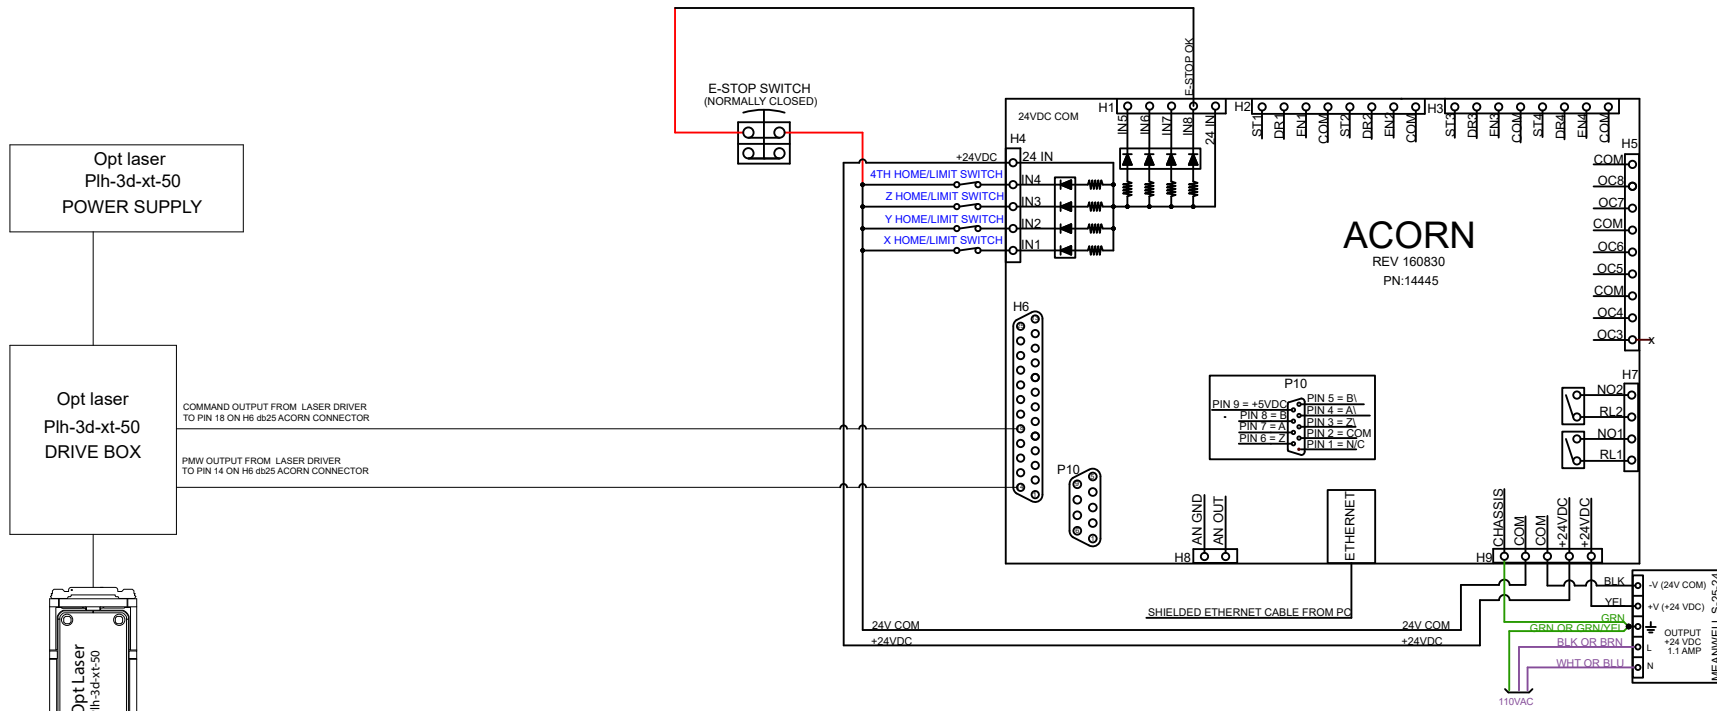 E-STOP SWITCH
(NORMALLY CLOSED)
E-STOP OK
Opt laser
Plh-3d-xt-50
POWER SUPPLY
Opt laser
Plh-3d-xt-50
DRIVE BOX
COMMAND OUTPUT FROM LASER DRIVER
TO PIN 18 ON H6 db25 ACORN CONNECTOR
PMW OUTPUT FROM LASER DRIVER
TO PIN 14 ON H6 db25 ACORN CONNECTOR
Opt Laser
Plh-3d-xt-50
24VDC COM
H1
IN5
IN6
IN7
IN8
24 IN
H2
ST1
DR1
EN1
COM
ST2
DR2
EN2
COM
H3
ST3
DR3
EN3
COM
ST4
DR4
EN4
COM
H4
+24VDC
24 IN
4TH HOME/LIMIT SWITCH
IN4
Z HOME/LIMIT SWITCH
IN3
Y HOME/LIMIT SWITCH
IN2
X HOME/LIMIT SWITCH
IN1
ACORN
REV 160830
PN:14445
H5
COM
OC8
OC7
COM
OC6
OC5
COM
OC4
OC3
x
H6
H7
NO2
RL2
NO1
RL1
P10
PIN 9 = +5VDC
PIN 8 = B
PIN 7 = A
PIN 6 = Z
PIN 5 = B\
PIN 4 = A\
PIN 3 = Z\
PIN 2 = COM
PIN 1 = N/C
P10
H8
AN GND
AN OUT
ETHERNET
SHIELDED ETHERNET CABLE FROM PC
H9
CHASSIS
COM
COM
+24VDC
+24VDC
24V COM
24V COM
+24VDC
+24VDC
BLK
YEL
GRN
GRN OR GRN/YEL
BLK OR BRN
WHT OR BLU
110VAC
-V (24V COM)
+V (+24 VDC)
OUTPUT
+24 VDC
1.1 AMP
L
N
MEANWELL S-25-24